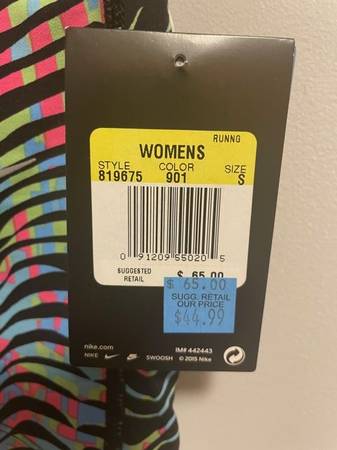 RUNNG
WOMENS
STYLE COLOR SIZE
819675 901 S
0 91209 55020 5
SUGGESTED RETAIL $ 65.00
$ 65.00
SUGG. RETAIL
OUR PRICE
$44.99
nike.com IM# 442443
NIKE SWOOSH © 2015 Nike